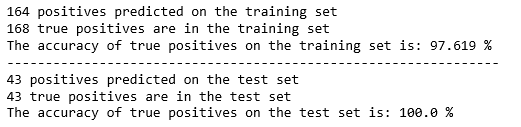 164 positives predicted on the training set
168 true positives are in the training set
The accuracy of true positives on the training set is: 97.619 %
----------------------------------------------------------------
43 positives predicted on the test set
43 true positives are in the test set
The accuracy of true positives on the test set is: 100.0 %